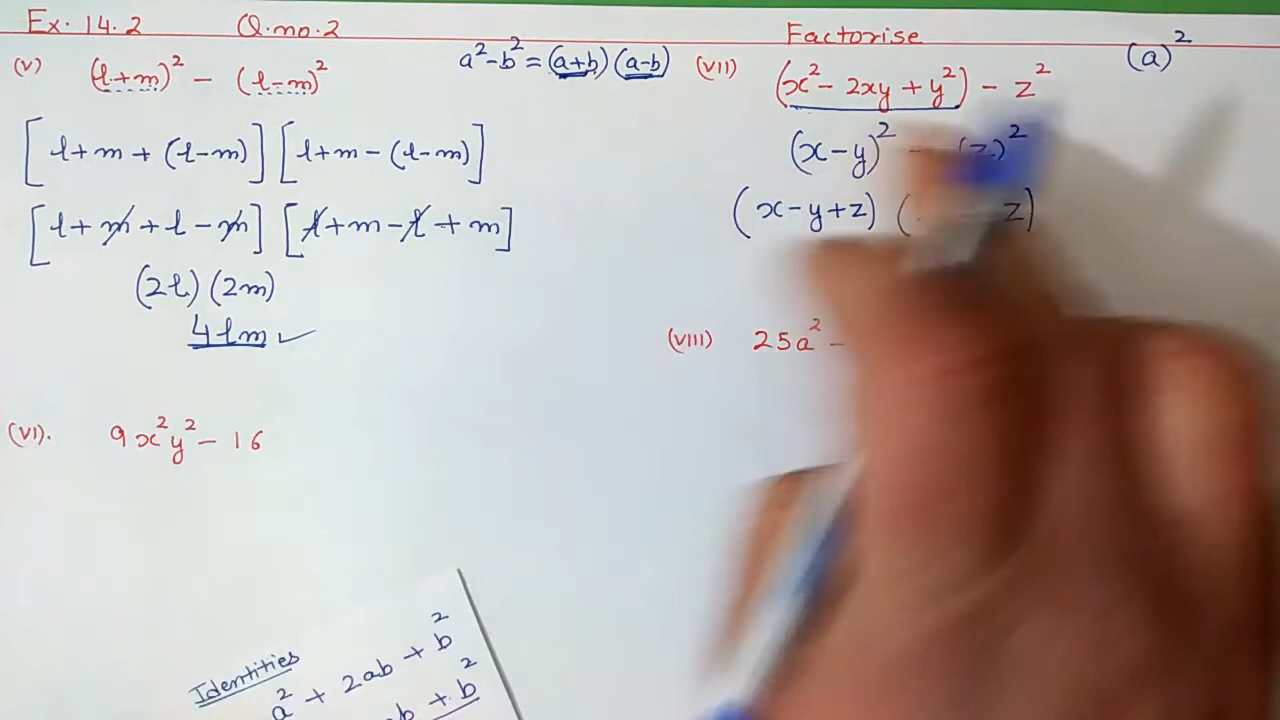 Ex. 14.2 Q.no.2 Factorise
(v) (l+m)² - (l-m)²
a²-b² = (a+b)(a-b)
[l+m + (l-m)] [l+m - (l-m)]
[l+m+l-m] [l+m-l+m]
(2l)(2m)
4lm ✓
(VI). 9x²y² - 16
(VII) (x² - 2xy + y²) - z²
(a)²
(x-y)² - (z)²
(x-y+z) ( z)
(VIII) 25a² -
Identities
a² + 2ab + b²
b + b²